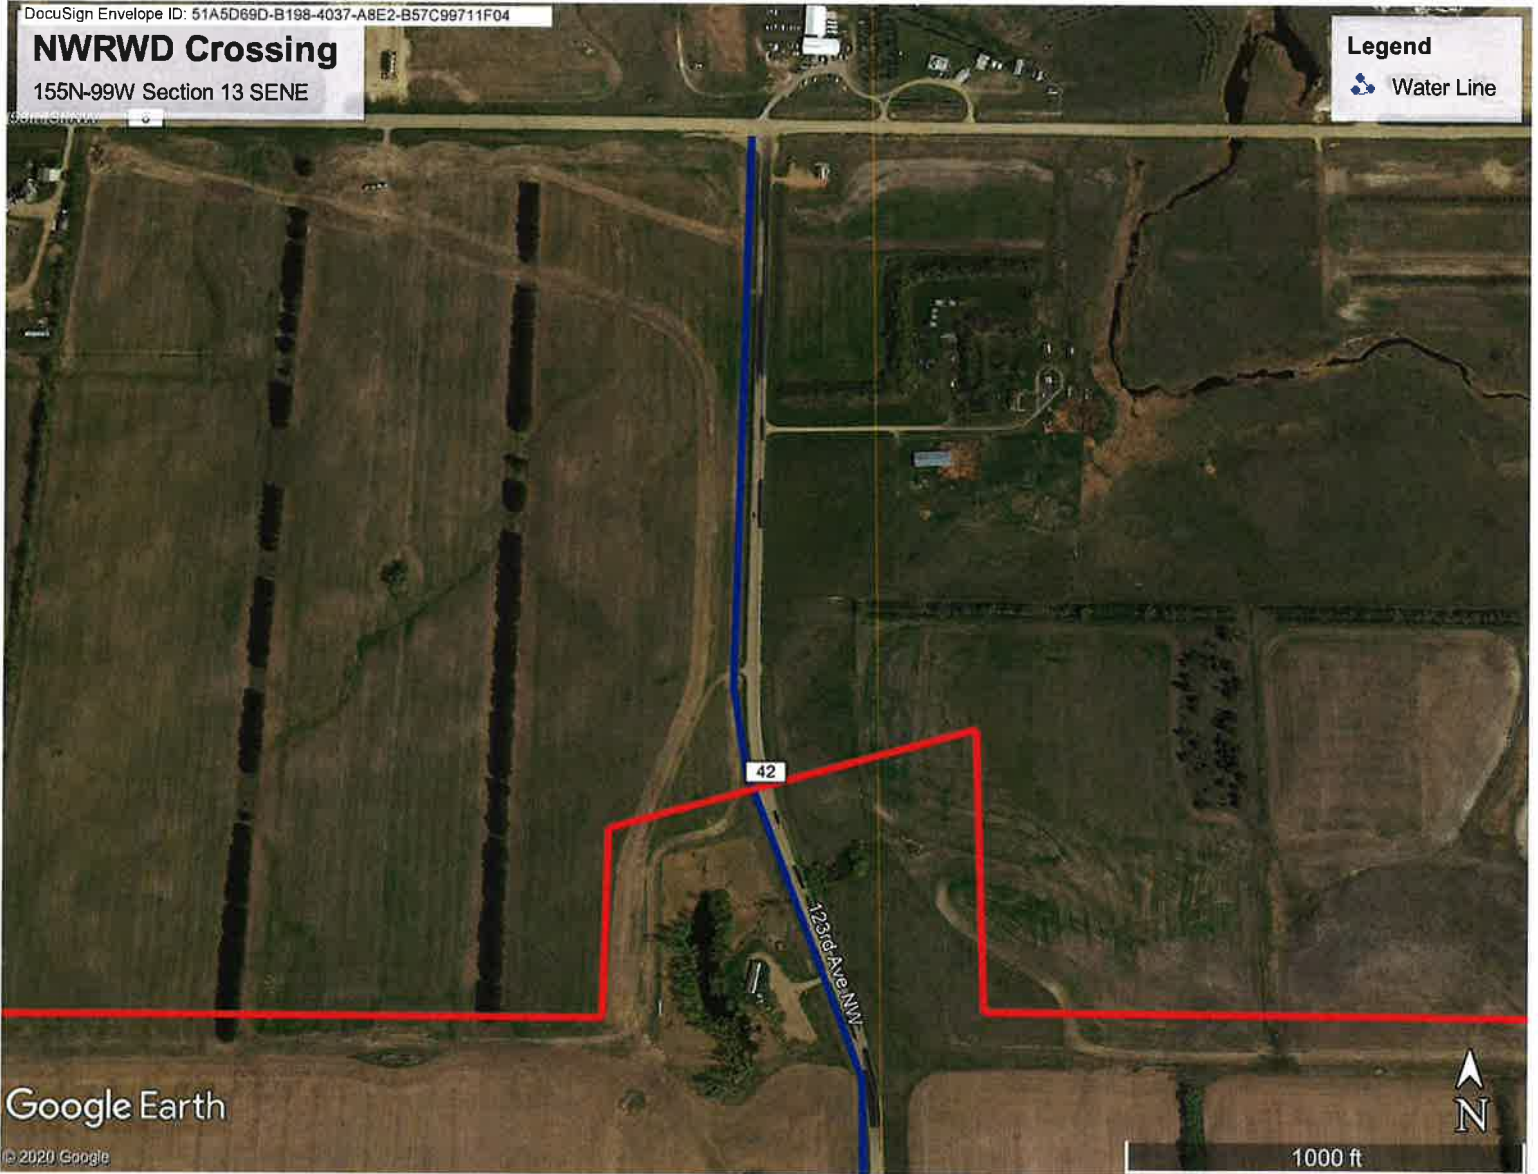 DocuSign Envelope ID: 51A5D69D-B198-4037-A8E2-B57C99711F04
NWRWD Crossing
155N-99W Section 13 SENE
Legend
Water Line
42
123rd Ave NW
Google Earth
© 2020 Google
N
1000 ft